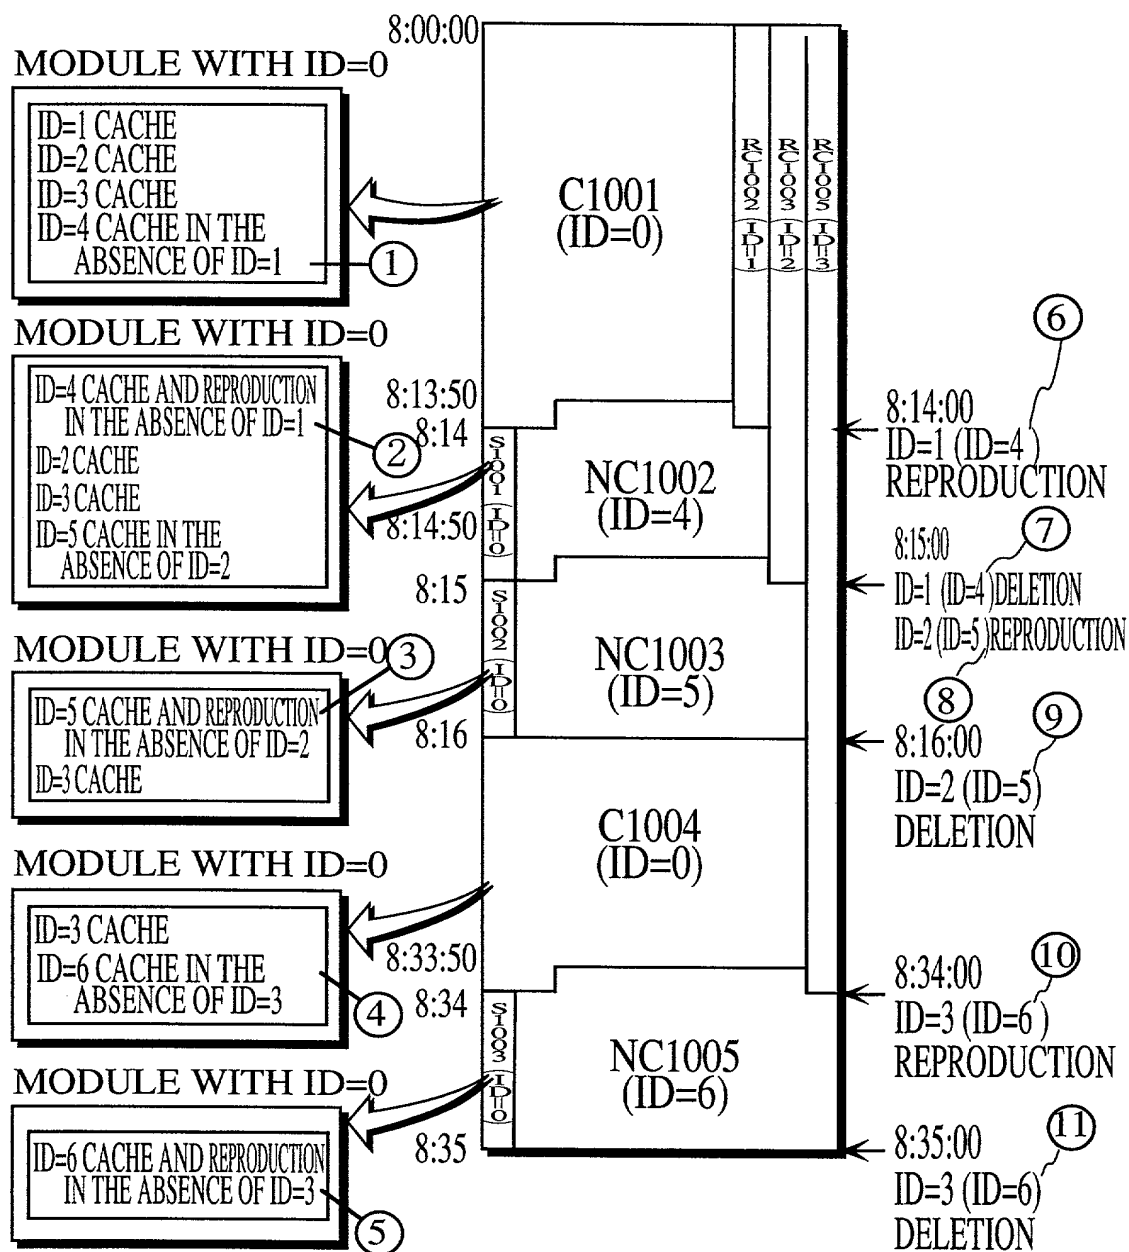 8:00:00
MODULE WITH ID=0
ID=1 CACHE
ID=2 CACHE
ID=3 CACHE
ID=4 CACHE IN THE
ABSENCE OF ID=1
1
MODULE WITH ID=0
ID=4 CACHE AND REPRODUCTION
IN THE ABSENCE OF ID=1
2
ID=2 CACHE
ID=3 CACHE
ID=5 CACHE IN THE
ABSENCE OF ID=2
MODULE WITH ID=0
3
ID=5 CACHE AND REPRODUCTION
IN THE ABSENCE OF ID=2
ID=3 CACHE
MODULE WITH ID=0
ID=3 CACHE
ID=6 CACHE IN THE
ABSENCE OF ID=3
4
MODULE WITH ID=0
ID=6 CACHE AND REPRODUCTION
IN THE ABSENCE OF ID=3
5
8:13:50
8:14
8:14:50
8:15
8:16
8:33:50
8:34
8:35
C1001
(ID=0)
RC1002 (ID=1)
RC1003 (ID=2)
RC1005 (ID=3)
S1001 (ID=0)
NC1002
(ID=4)
S1002 (ID=0)
NC1003
(ID=5)
C1004
(ID=0)
S1003 (ID=0)
NC1005
(ID=6)
6
8:14:00
ID=1 (ID=4)
REPRODUCTION
7
8:15:00
ID=1 (ID=4)DELETION
ID=2 (ID=5)REPRODUCTION
8
9
8:16:00
ID=2 (ID=5)
DELETION
10
8:34:00
ID=3 (ID=6)
REPRODUCTION
11
8:35:00
ID=3 (ID=6)
DELETION